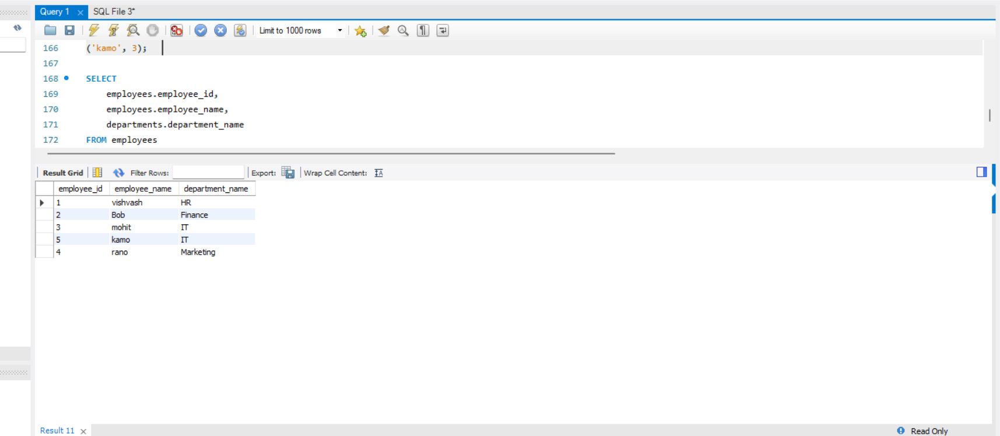 Query 1
SQL File 3*
Limit to 1000 rows
166 ('kamo', 3);
167
168 SELECT
169 employees.employee_id,
170 employees.employee_name,
171 departments.department_name
172 FROM employees
Result Grid Filter Rows: Export: Wrap Cell Content:
employee_id employee_name department_name
1 vishvash HR
2 Bob Finance
3 mohit IT
5 kamo IT
4 rano Marketing
Result 11
Read Only